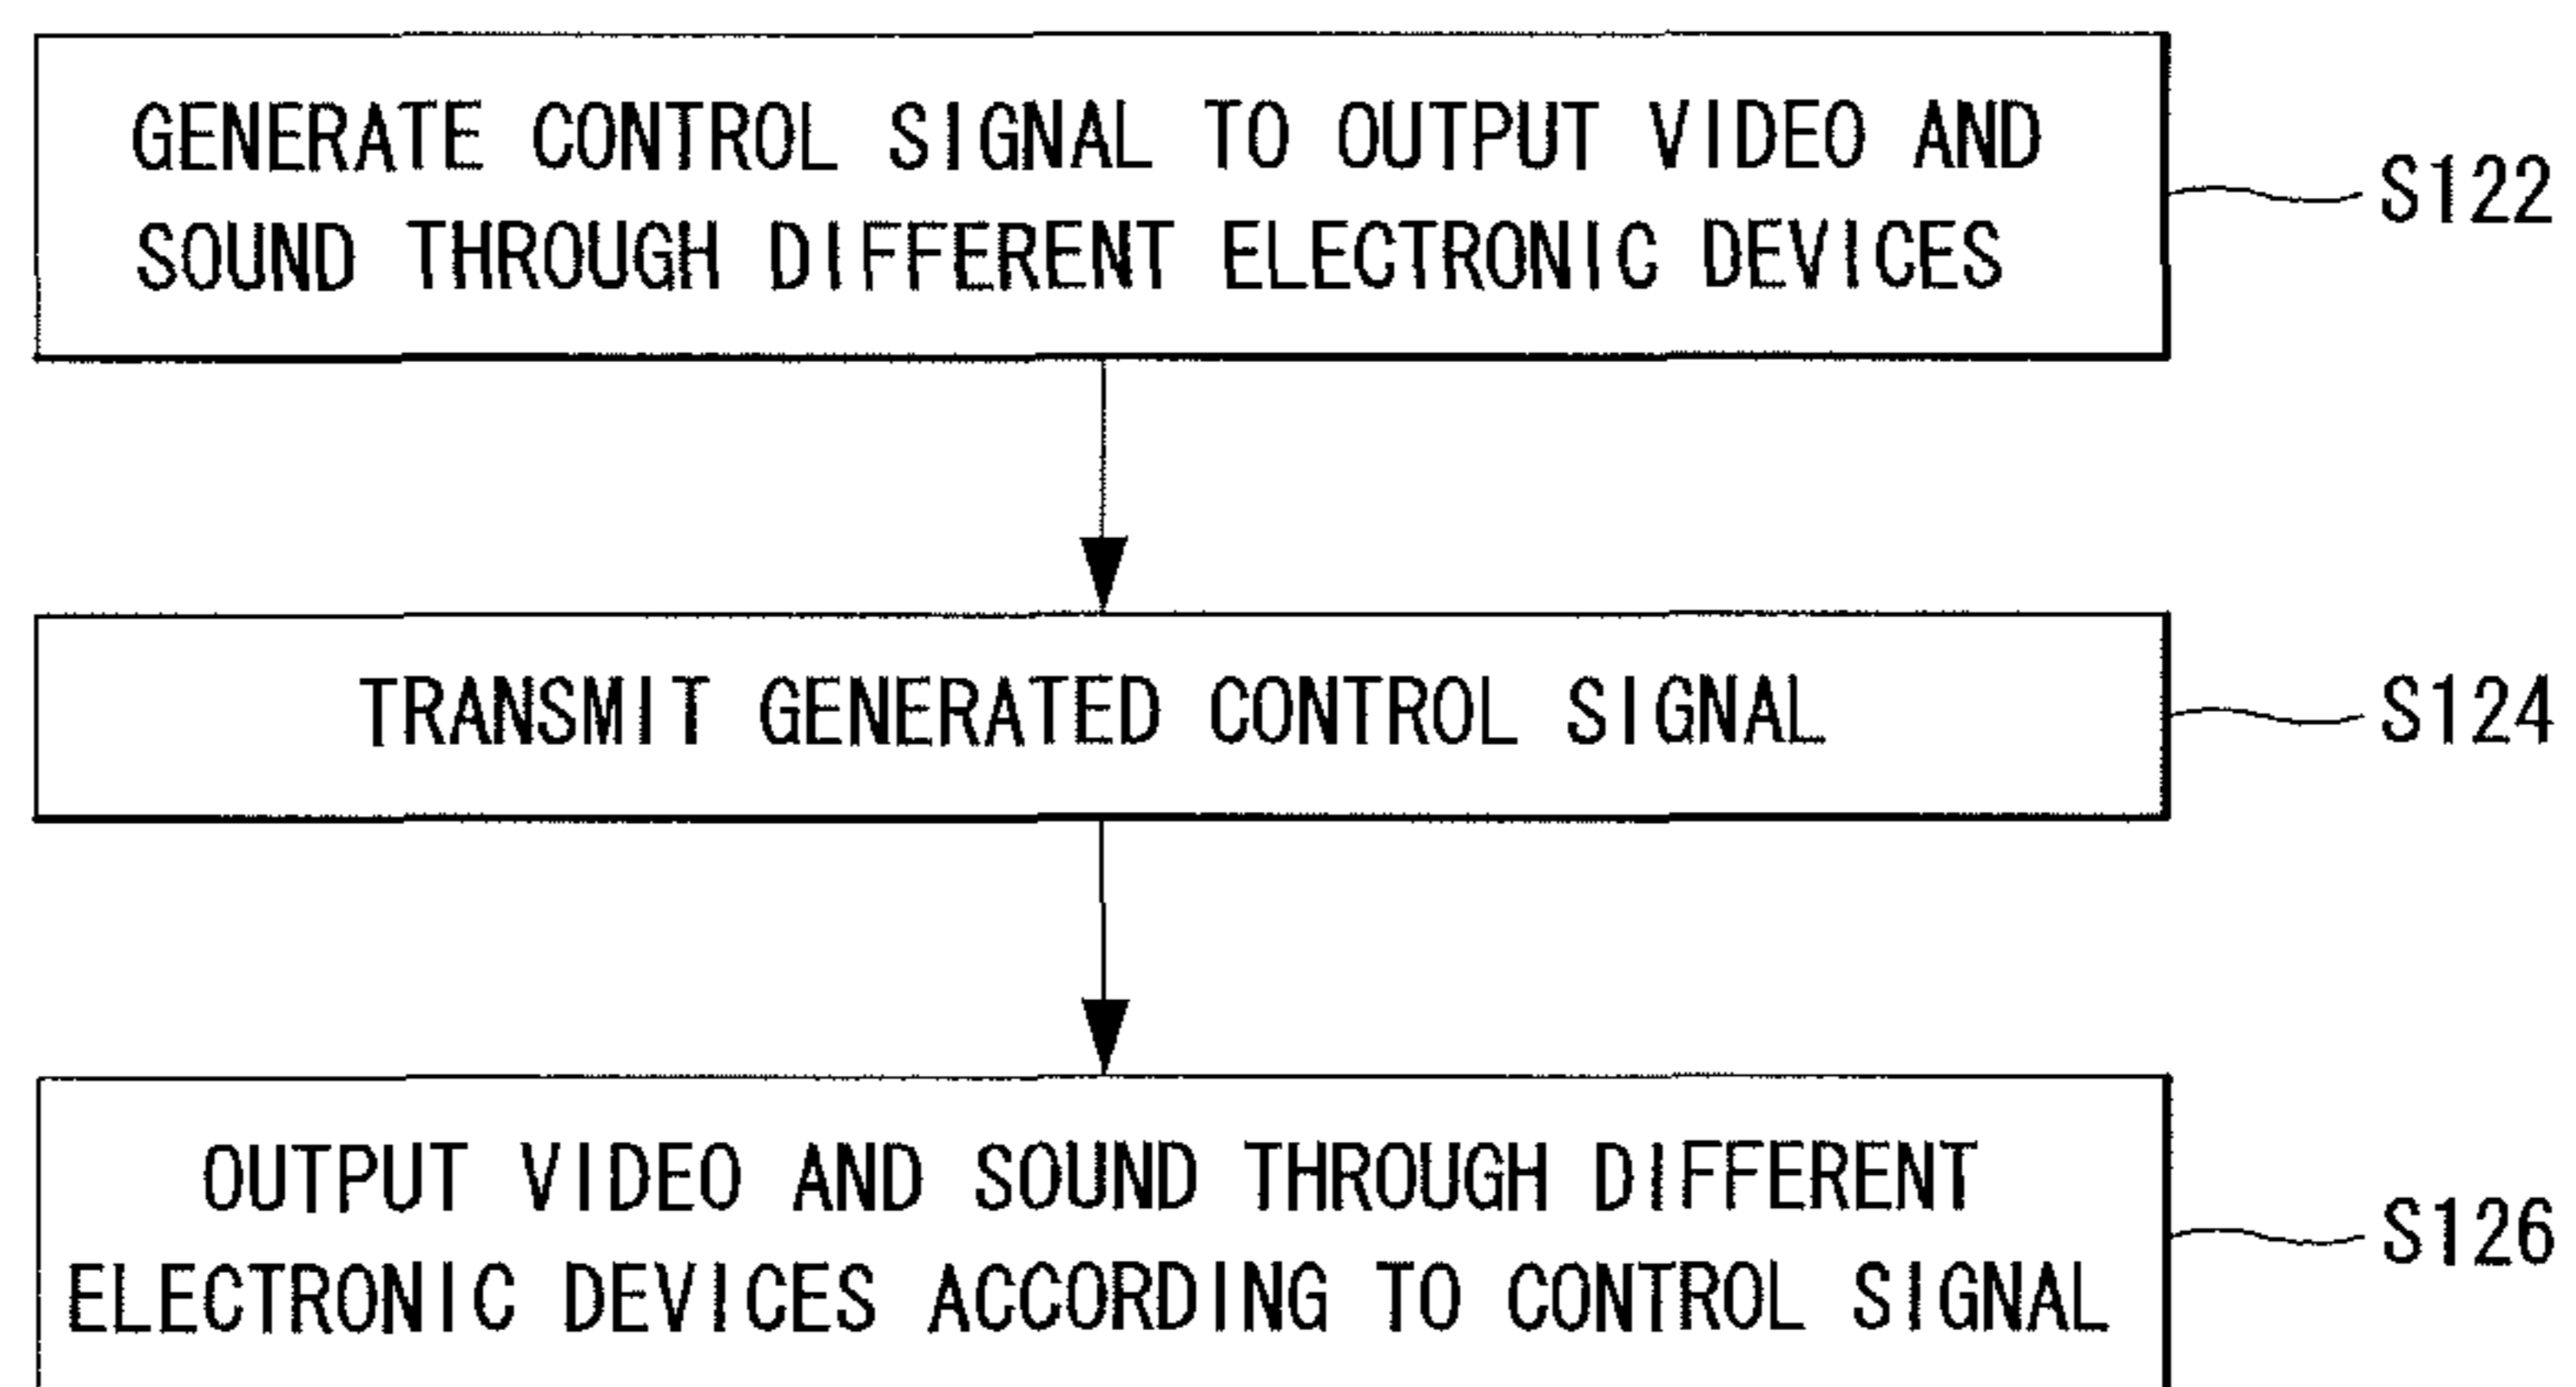 GENERATE CONTROL SIGNAL TO OUTPUT VIDEO AND
SOUND THROUGH DIFFERENT ELECTRONIC DEVICES
S122
TRANSMIT GENERATED CONTROL SIGNAL
S124
OUTPUT VIDEO AND SOUND THROUGH DIFFERENT
ELECTRONIC DEVICES ACCORDING TO CONTROL SIGNAL
S126